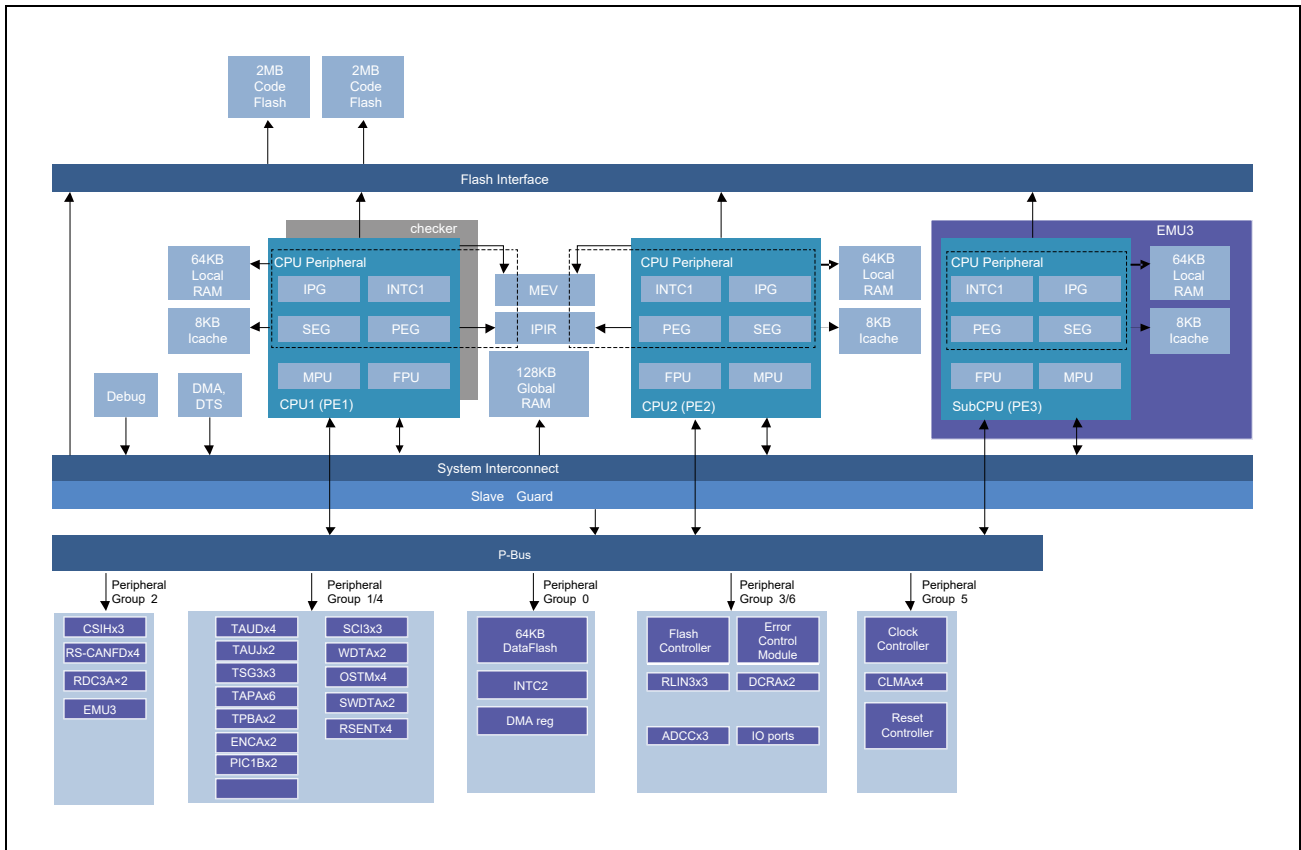 2MB
Code
Flash
2MB
Code
Flash
Flash Interface
checker
EMU3
64KB
Local
RAM
8KB
Icache
CPU Peripheral
IPG
INTC1
SEG
PEG
MPU
FPU
CPU1 (PE1)
MEV
IPIR
128KB
Global
RAM
CPU Peripheral
INTC1
IPG
PEG
SEG
FPU
MPU
CPU2 (PE2)
64KB
Local
RAM
8KB
Icache
CPU Peripheral
INTC1
IPG
PEG
SEG
FPU
MPU
SubCPU (PE3)
64KB
Local
RAM
8KB
Icache
Debug
DMA,
DTS
System Interconnect
Slave Guard
P-Bus
Peripheral
Group 2
CSIHx3
RS-CANFDx4
RDC3A×2
EMU3
Peripheral
Group 1/4
TAUDx4
TAUJx2
TSG3x3
TAPAx6
TPBAx2
ENCAx2
PIC1Bx2
SCI3x3
WDTAx2
OSTMx4
SWDTAx2
RSENTx4
Peripheral
Group 0
64KB
DataFlash
INTC2
DMA reg
Peripheral
Group 3/6
Flash
Controller
Error
Control
Module
RLIN3x3
DCRAx2
ADCCx3
IO ports
Peripheral
Group 5
Clock
Controller
CLMAx4
Reset
Controller